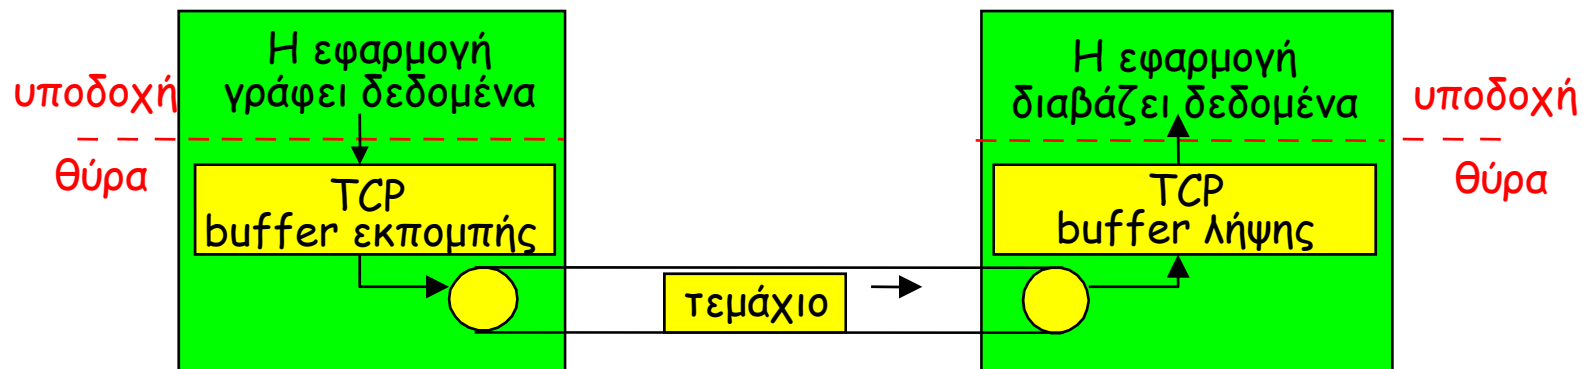 Η εφαρμογή
γράφει δεδομένα
υποδοχή
θύρα
TCP
buffer εκπομπής
τεμάχιο
Η εφαρμογή
διαβάζει δεδομένα
υποδοχή
θύρα
TCP
buffer λήψης